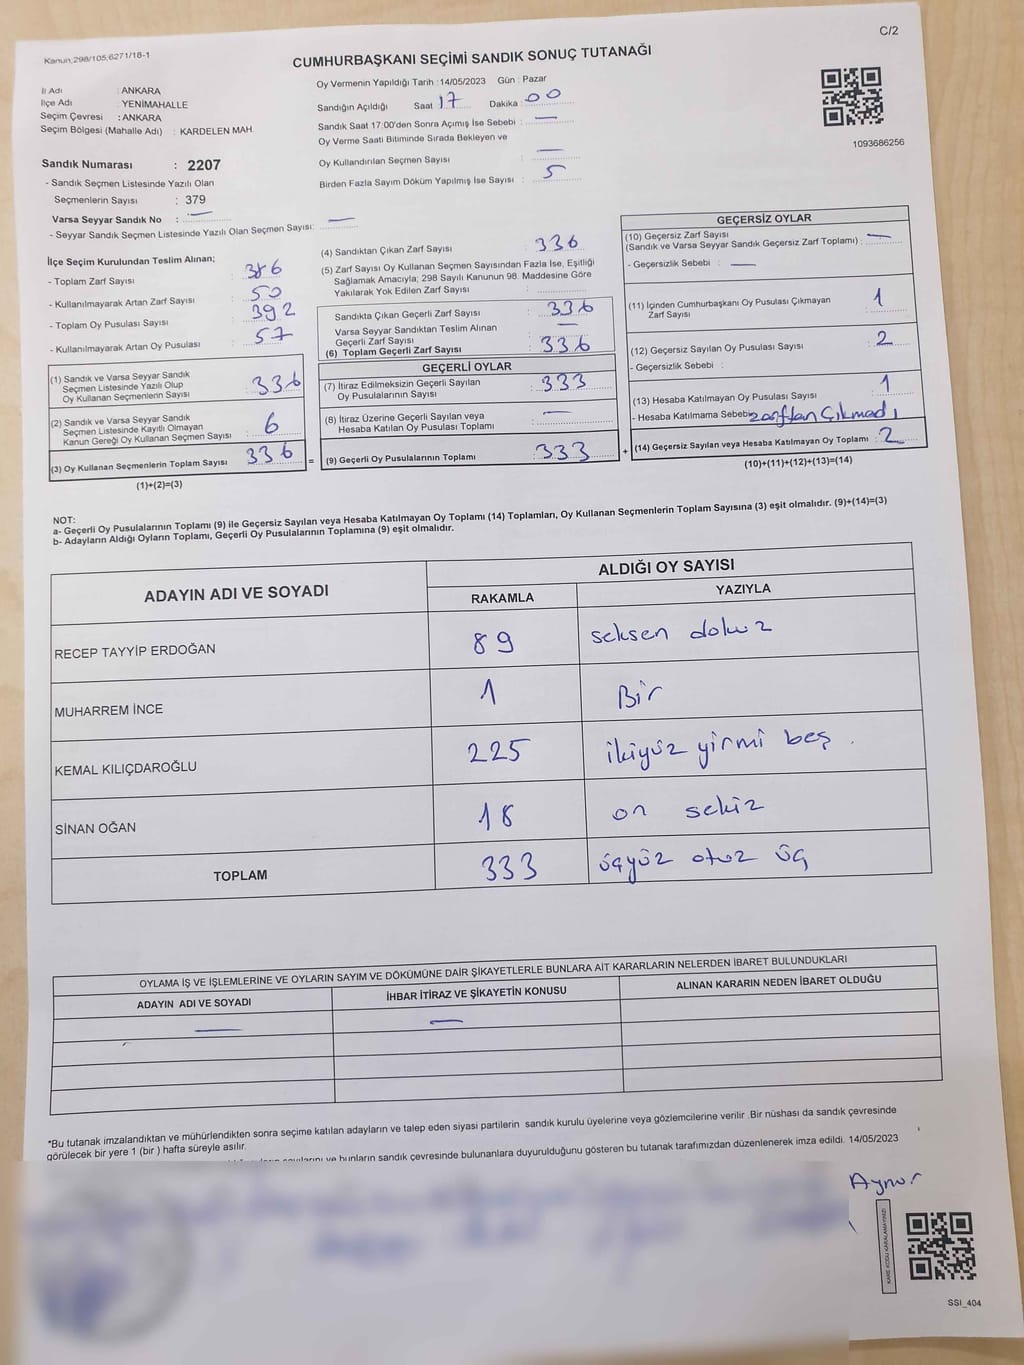 Kanun;298/105;6271/18-1
C/2
CUMHURBAŞKANI SEÇİMİ SANDIK SONUÇ TUTANAĞI
İl Adı : ANKARA
İlçe Adı : YENİMAHALLE
Seçim Çevresi : ANKARA
Seçim Bölgesi (Mahalle Adı) : KARDELEN MAH.
Sandık Numarası : 2207
- Sandık Seçmen Listesinde Yazılı Olan
Seçmenlerin Sayısı : 379
Varsa Seyyar Sandık No : —
- Seyyar Sandık Seçmen Listesinde Yazılı Olan Seçmen Sayısı: —
Oy Vermenin Yapıldığı Tarih :14/05/2023 Gün : Pazar
Sandığın Açıldığı Saat 17 Dakika 00
Sandık Saat 17:00'den Sonra Açımış İse Sebebi : —
Oy Verme Saati Bitiminde Sırada Bekleyen ve
Oy Kullandırılan Seçmen Sayısı : —
Birden Fazla Sayım Döküm Yapılmış İse Sayısı : 5
1093686256
İlçe Seçim Kurulundan Teslim Alınan;
- Toplam Zarf Sayısı : 386
- Kullanılmayarak Artan Zarf Sayısı : 50
- Toplam Oy Pusulası Sayısı : 392
- Kullanılmayarak Artan Oy Pusulası : 57
(1) Sandık ve Varsa Seyyar Sandık
Seçmen Listesinde Yazılı Olup
Oy Kullanan Seçmenlerin Sayısı : 336
(2) Sandık ve Varsa Seyyar Sandık
Seçmen Listesinde Kayıtlı Olmayan
Kanun Gereği Oy Kullanan Seçmen Sayısı : 6
(3) Oy Kullanan Seçmenlerin Toplam Sayısı : 336
(1)+(2)=(3)
(4) Sandıktan Çıkan Zarf Sayısı : 336
(5) Zarf Sayısı Oy Kullanan Seçmen Sayısından Fazla İse, Eşitliği
Sağlamak Amacıyla; 298 Sayılı Kanunun 98. Maddesine Göre
Yakılarak Yok Edilen Zarf Sayısı :
Sandıkta Çıkan Geçerli Zarf Sayısı : 336
Varsa Seyyar Sandıktan Teslim Alınan
Geçerli Zarf Sayısı : —
(6) Toplam Geçerli Zarf Sayısı : 336
GEÇERLİ OYLAR
(7) İtiraz Edilmeksizin Geçerli Sayılan
Oy Pusulalarının Sayısı : 333
(8) İtiraz Üzerine Geçerli Sayılan veya
Hesaba Katılan Oy Pusulası Toplamı : —
= (9) Geçerli Oy Pusulalarının Toplamı : 333
GEÇERSİZ OYLAR
(10) Geçersiz Zarf Sayısı
(Sandık ve Varsa Seyyar Sandık Geçersiz Zarf Toplamı) : —
- Geçersizlik Sebebi : —
(11) İçinden Cumhurbaşkanı Oy Pusulası Çıkmayan
Zarf Sayısı : 1
(12) Geçersiz Sayılan Oy Pusulası Sayısı : 2
- Geçersizlik Sebebi :
(13) Hesaba Katılmayan Oy Pusulası Sayısı : 1
- Hesaba Katılmama Sebebi: zarftan Çıkmadı
+ (14) Geçersiz Sayılan veya Hesaba Katılmayan Oy Toplamı : 2
(10)+(11)+(12)+(13)=(14)
NOT:
a- Geçerli Oy Pusulalarının Toplamı (9) ile Geçersiz Sayılan veya Hesaba Katılmayan Oy Toplamı (14) Toplamları, Oy Kullanan Seçmenlerin Toplam Sayısına (3) eşit olmalıdır. (9)+(14)=(3)
b- Adayların Aldığı Oyların Toplamı, Geçerli Oy Pusulalarının Toplamına (9) eşit olmalıdır.
ADAYIN ADI VE SOYADI
ALDIĞI OY SAYISI
RAKAMLA YAZIYLA
RECEP TAYYİP ERDOĞAN 89 seksen dokuz
MUHARREM İNCE 1 Bir
KEMAL KILIÇDAROĞLU 225 ikiyüz yirmi beş .
SİNAN OĞAN 18 on sekiz
TOPLAM 333 üçyüz otuz üç
OYLAMA İŞ VE İŞLEMLERİNE VE OYLARIN SAYIM VE DÖKÜMÜNE DAİR ŞİKAYETLERLE BUNLARA AİT KARARLARIN NELERDEN İBARET BULUNDUKLARI
ADAYIN ADI VE SOYADI İHBAR İTİRAZ VE ŞİKAYETİN KONUSU ALINAN KARARIN NEDEN İBARET OLDUĞU
— —
*Bu tutanak imzalandıktan ve mühürlendikten sonra seçime katılan adayların ve talep eden siyasi partilerin sandık kurulu üyelerine veya gözlemcilerine verilir .Bir nüshası da sandık çevresinde
görülecek bir yere 1 (bir ) hafta süreyle asılır.
ve bunların sandık çevresinde bulunanlara duyurulduğunu gösteren bu tutanak tarafımızdan düzenlenerek imza edildi. 14/05/2023
Aynur
KARE KODU KARALAMAYINIZ!
SSI_404